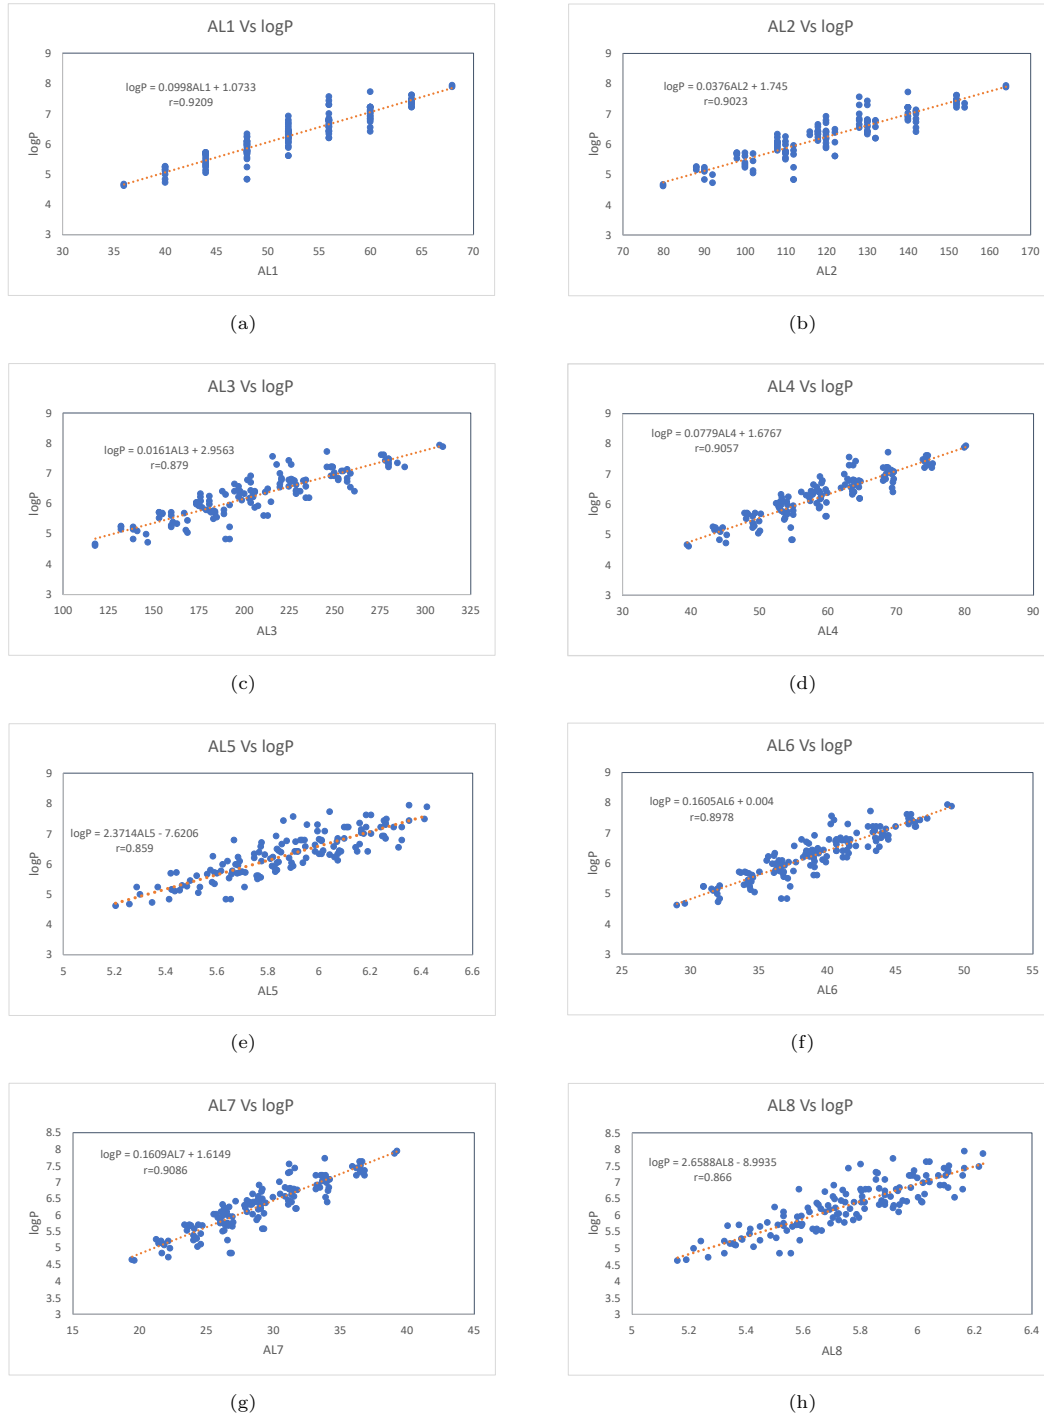 AL1 Vs logP
logP = 0.0998AL1 + 1.0733
r=0.9209
9
8
7
6
5
4
3
logP
30 35 40 45 50 55 60 65 70
AL1
(a)
AL2 Vs logP
logP = 0.0376AL2 + 1.745
r=0.9023
9
8
7
6
5
4
3
logP
70 80 90 100 110 120 130 140 150 160 170
AL2
(b)
AL3 Vs logP
logP = 0.0161AL3 + 2.9563
r=0.879
9
8
7
6
5
4
3
logP
100 125 150 175 200 225 250 275 300 325
AL3
(c)
AL4 Vs logP
logP = 0.0779AL4 + 1.6767
r=0.9057
9
8
7
6
5
4
3
logP
30 40 50 60 70 80 90
AL4
(d)
AL5 Vs logP
logP = 2.3714AL5 - 7.6206
r=0.859
9
8
7
6
5
4
3
logP
5 5.2 5.4 5.6 5.8 6 6.2 6.4 6.6
AL5
(e)
AL6 Vs logP
logP = 0.1605AL6 + 0.004
r=0.8978
9
8
7
6
5
4
3
logP
25 30 35 40 45 50 55
AL6
(f)
AL7 Vs logP
logP = 0.1609AL7 + 1.6149
r=0.9086
8.5
8
7.5
7
6.5
6
5.5
5
4.5
4
3.5
3
logP
15 20 25 30 35 40 45
AL7
(g)
AL8 Vs logP
logP = 2.6588AL8 - 8.9935
r=0.866
8.5
8
7.5
7
6.5
6
5.5
5
4.5
4
3.5
3
logP
5 5.2 5.4 5.6 5.8 6 6.2 6.4
AL8
(h)